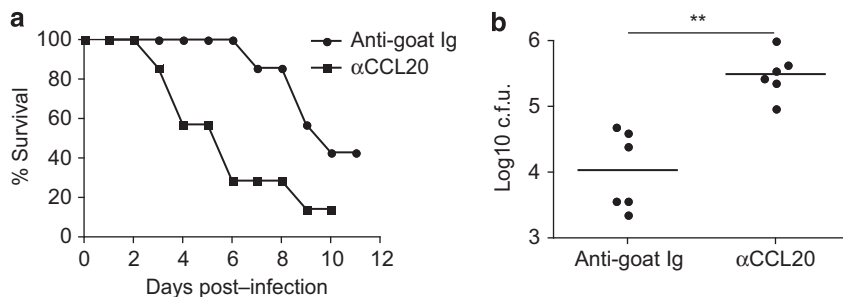 a
Anti-goat Ig
αCCL20
% Survival
100
80
60
40
20
0
0 2 4 6 8 10 12
Days post–infection
b
**
Log10 c.f.u.
6
5
4
3
Anti-goat Ig αCCL20